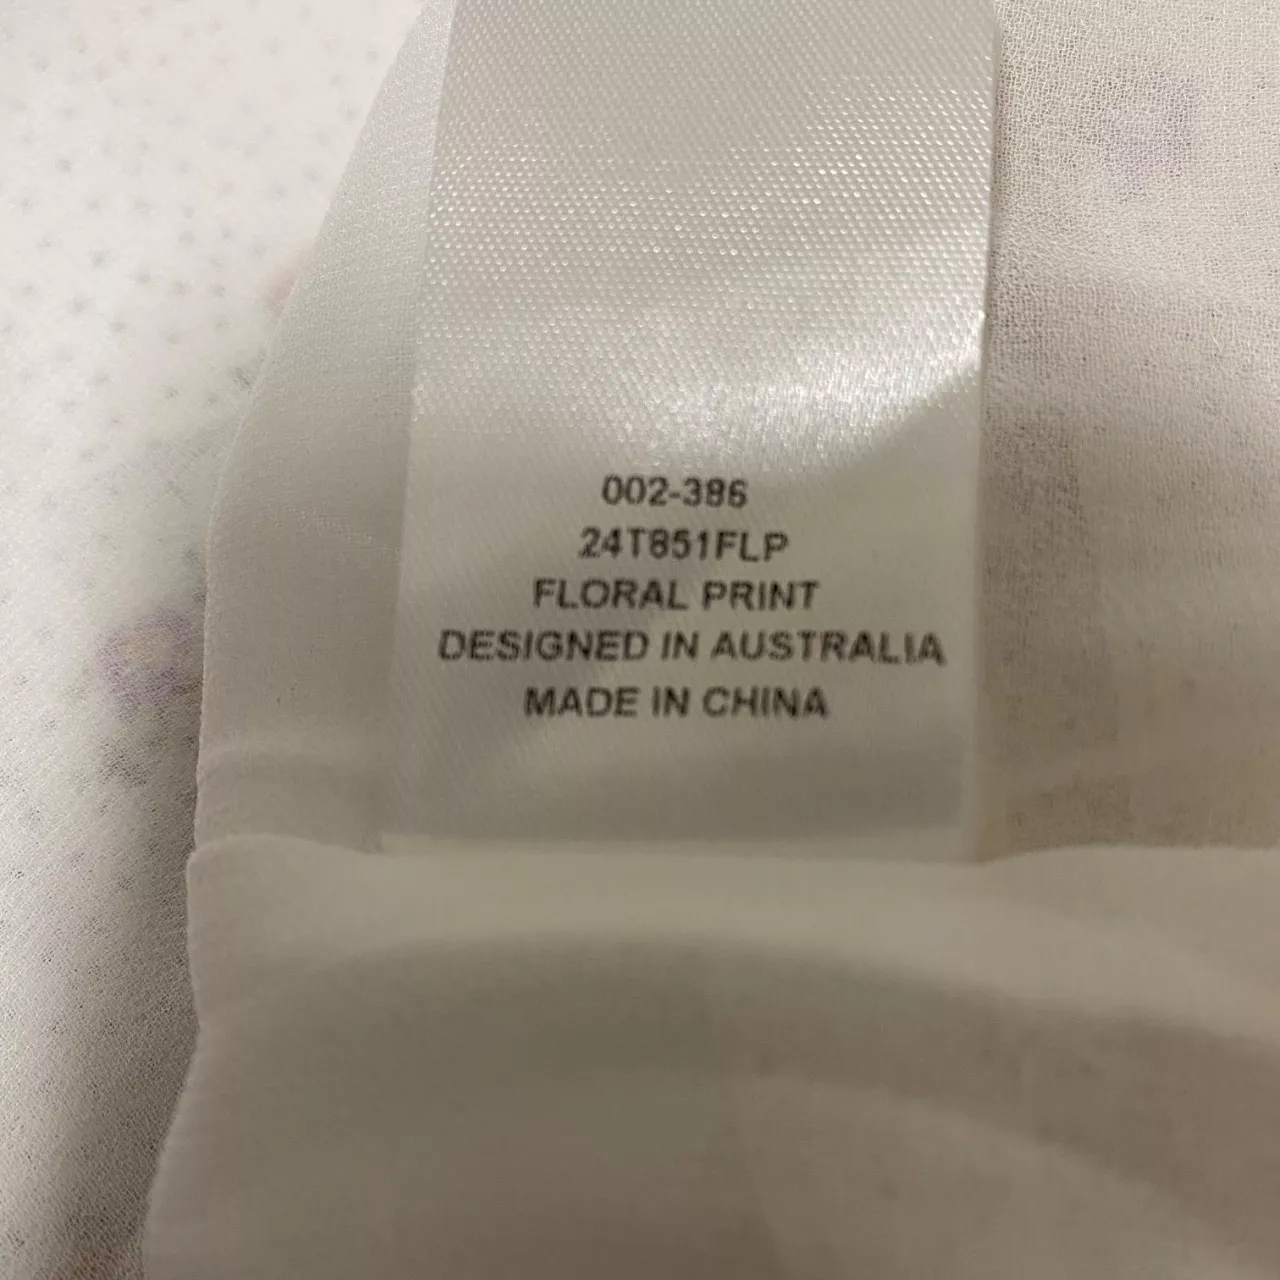 002-386
24T851FLP
FLORAL PRINT
DESIGNED IN AUSTRALIA
MADE IN CHINA